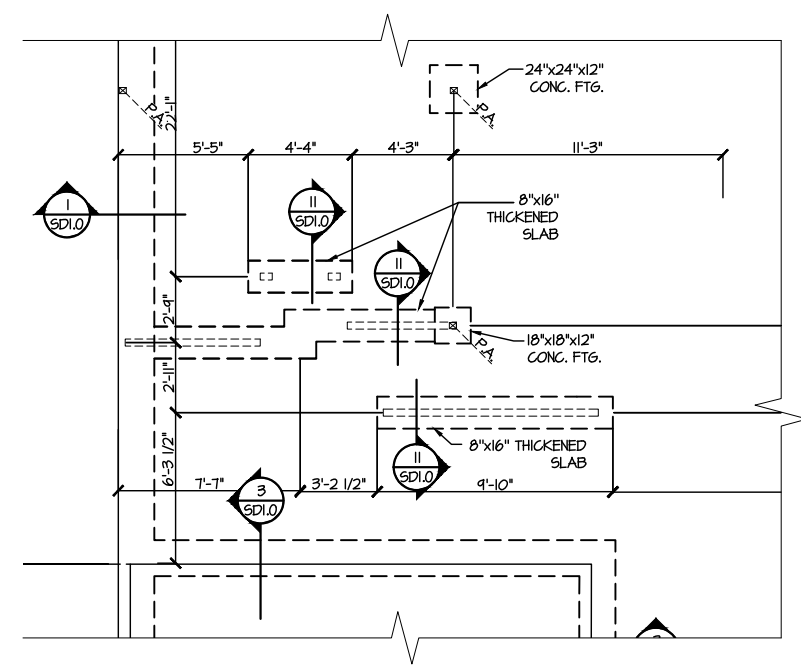 24"x24"x12"
CONC. FTG.
P.A.
P.A.
22'-1"
5'-5"
4'-4"
4'-3"
11'-3"
1
SD1.0
11
SD1.0
8"x16"
THICKENED
SLAB
11
SD1.0
2'-9"
18"x18"x12"
CONC. FTG.
P.A.
2'-11"
8"x16" THICKENED
SLAB
6'-3 1/2"
11
SD1.0
7'-7"
3'-2 1/2"
9'-10"
3
SD1.0